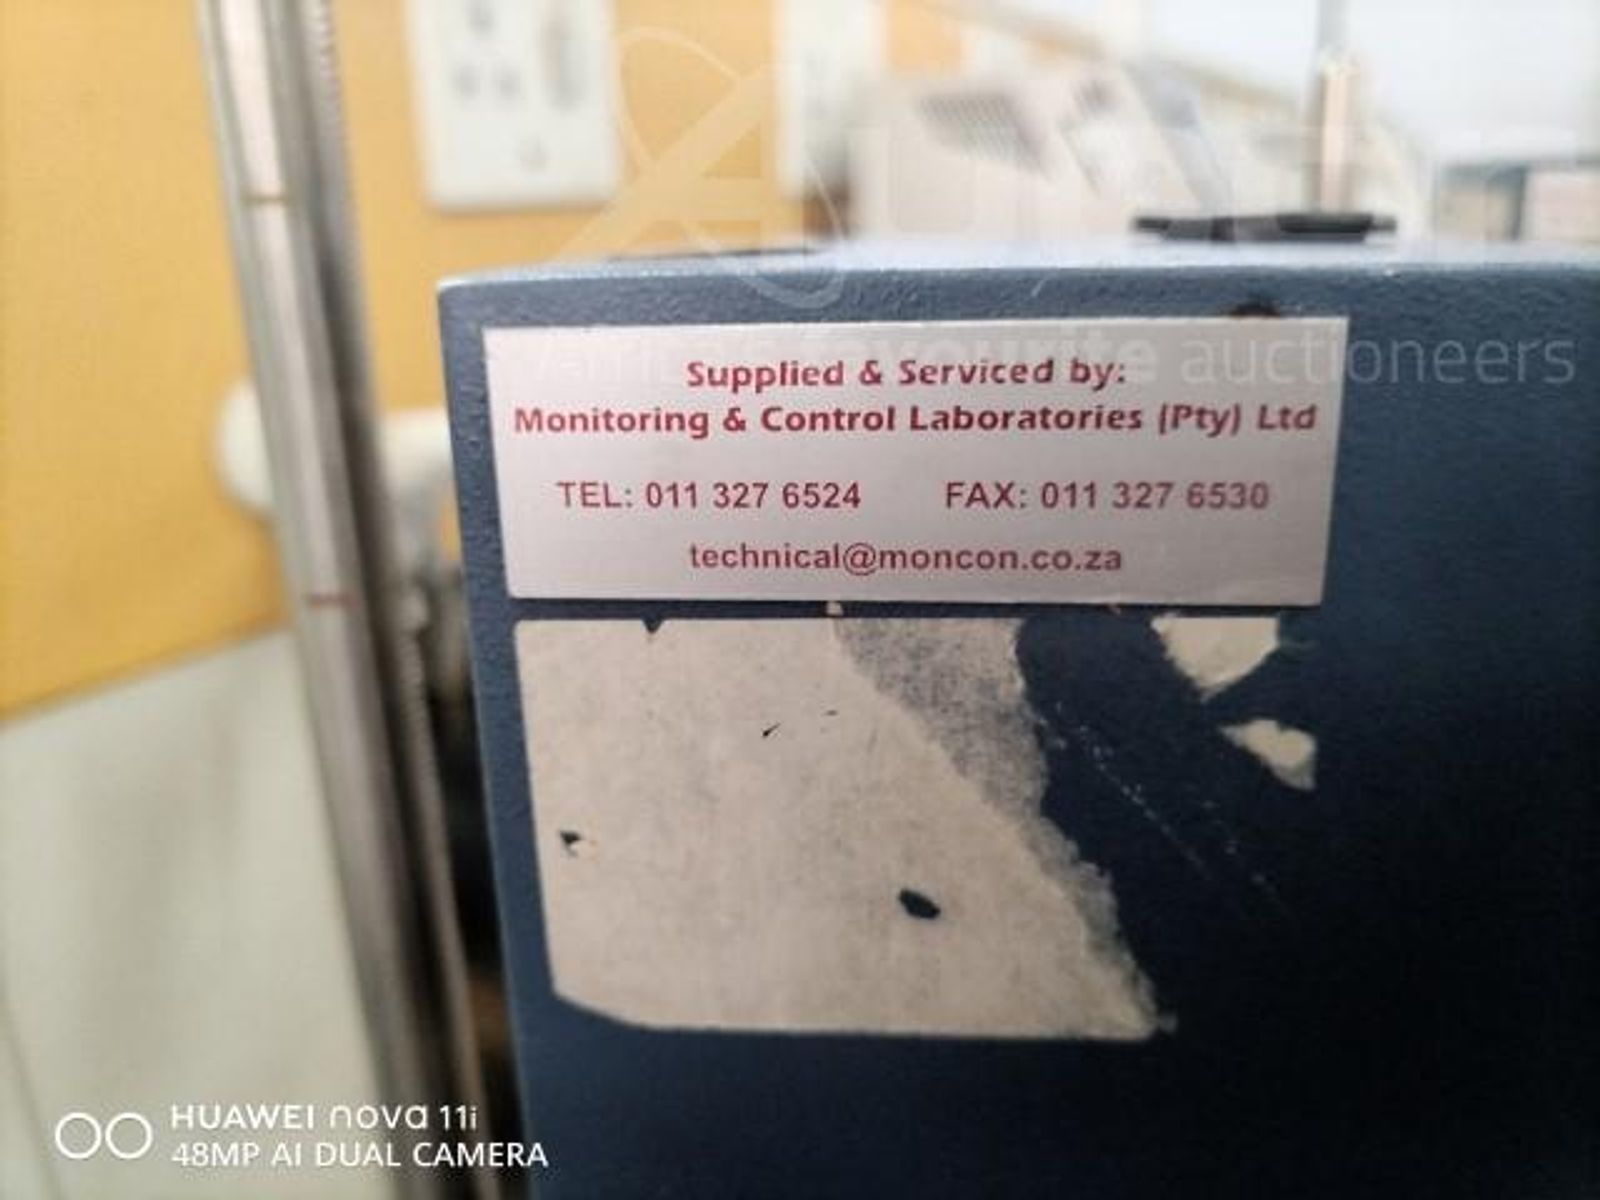 Supplied & Serviced by:
Monitoring & Control Laboratories (Pty) Ltd
TEL: 011 327 6524 FAX: 011 327 6530
technical@moncon.co.za
favourite auctioneers
HUAWEI nova 11i
48MP AI DUAL CAMERA